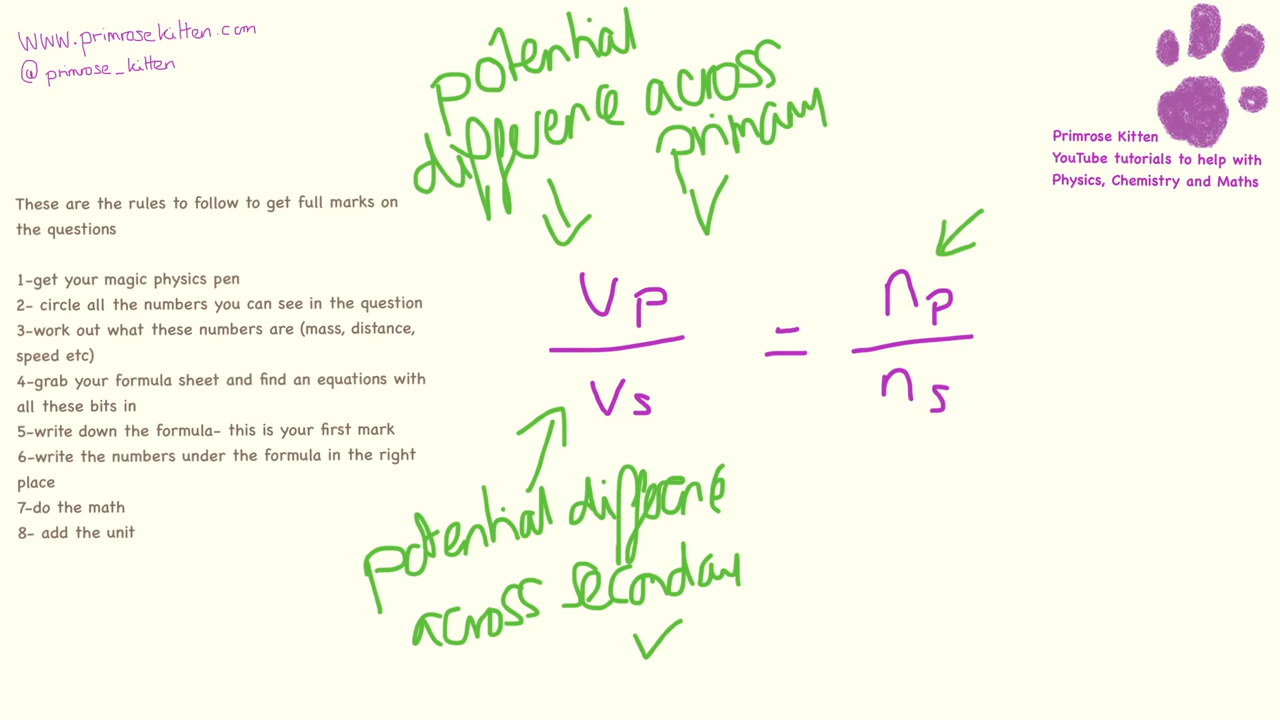 www.primrosekitten.com
@primrose_kitten
Primrose Kitten
YouTube tutorials to help with
Physics, Chemistry and Maths
These are the rules to follow to get full marks on
the questions
1-get your magic physics pen
2- circle all the numbers you can see in the question
3-work out what these numbers are (mass, distance,
speed etc)
4-grab your formula sheet and find an equations with
all these bits in
5-write down the formula- this is your first mark
6-write the numbers under the formula in the right
place
7-do the math
8- add the unit
potential
difference across
primary
V
Vp = np
Vs ns
potential difference
across secondary
V